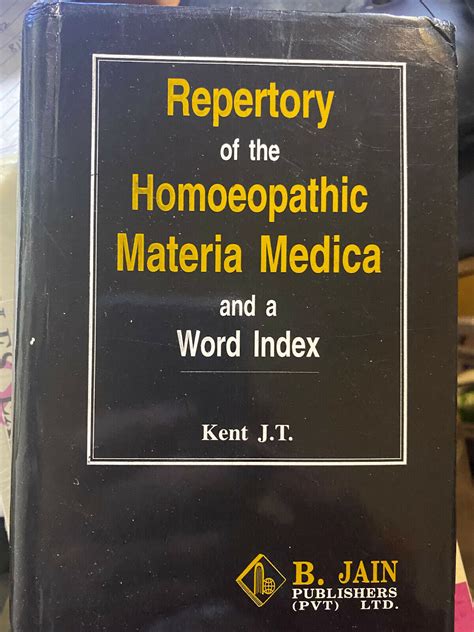 Repertory
of the
Homoeopathic
Materia Medica
and a
Word Index
Kent J.T.
B. JAIN
PUBLISHERS
(PVT) LTD.